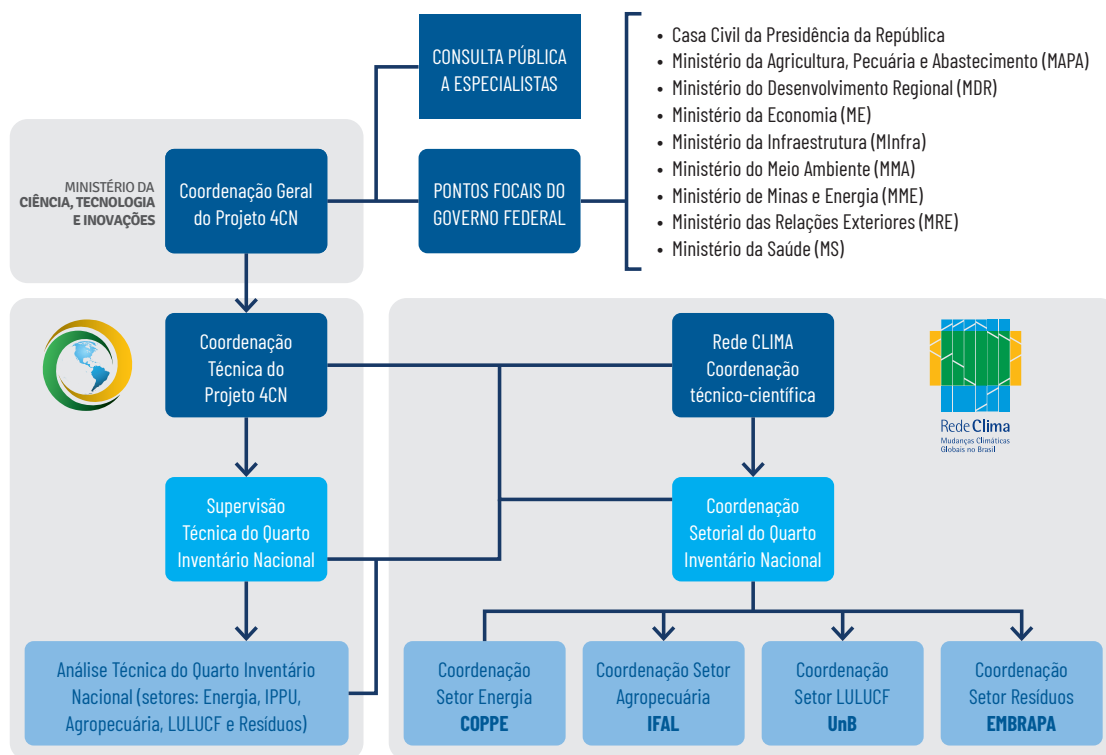 CONSULTA PÚBLICA
A ESPECIALISTAS
• Casa Civil da Presidência da República
• Ministério da Agricultura, Pecuária e Abastecimento (MAPA)
• Ministério do Desenvolvimento Regional (MDR)
• Ministério da Economia (ME)
• Ministério da Infraestrutura (MInfra)
• Ministério do Meio Ambiente (MMA)
• Ministério de Minas e Energia (MME)
• Ministério das Relações Exteriores (MRE)
• Ministério da Saúde (MS)
MINISTÉRIO DA
CIÊNCIA, TECNOLOGIA
E INOVAÇÕES
Coordenação Geral
do Projeto 4CN
PONTOS FOCAIS DO
GOVERNO FEDERAL
Coordenação
Técnica do
Projeto 4CN
Rede CLIMA
Coordenação
técnico-científica
Rede Clima
Mudanças Climáticas
Globais no Brasil
Supervisão
Técnica do Quarto
Inventário Nacional
Coordenação
Setorial do Quarto
Inventário Nacional
Análise Técnica do Quarto Inventário
Nacional (setores: Energia, IPPU,
Agropecuária, LULUCF e Resíduos)
Coordenação
Setor Energia
COPPE
Coordenação Setor
Agropecuária
IFAL
Coordenação
Setor LULUCF
UnB
Coordenação
Setor Resíduos
EMBRAPA